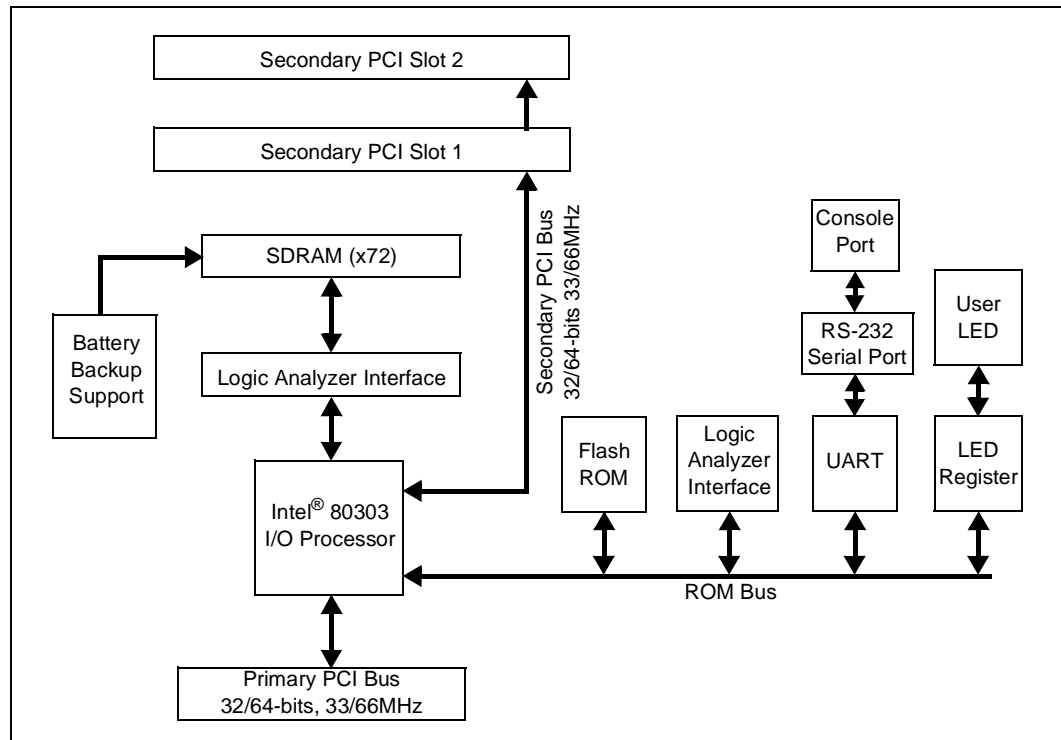 Secondary PCI Slot 2
Secondary PCI Slot 1
Secondary PCI Bus
32/64-bits 33/66MHz
SDRAM (x72)
Battery
Backup
Support
Logic Analyzer Interface
Intel® 80303
I/O Processor
Primary PCI Bus
32/64-bits, 33/66MHz
Console
Port
RS-232
Serial Port
User
LED
Flash
ROM
Logic
Analyzer
Interface
UART
LED
Register
ROM Bus